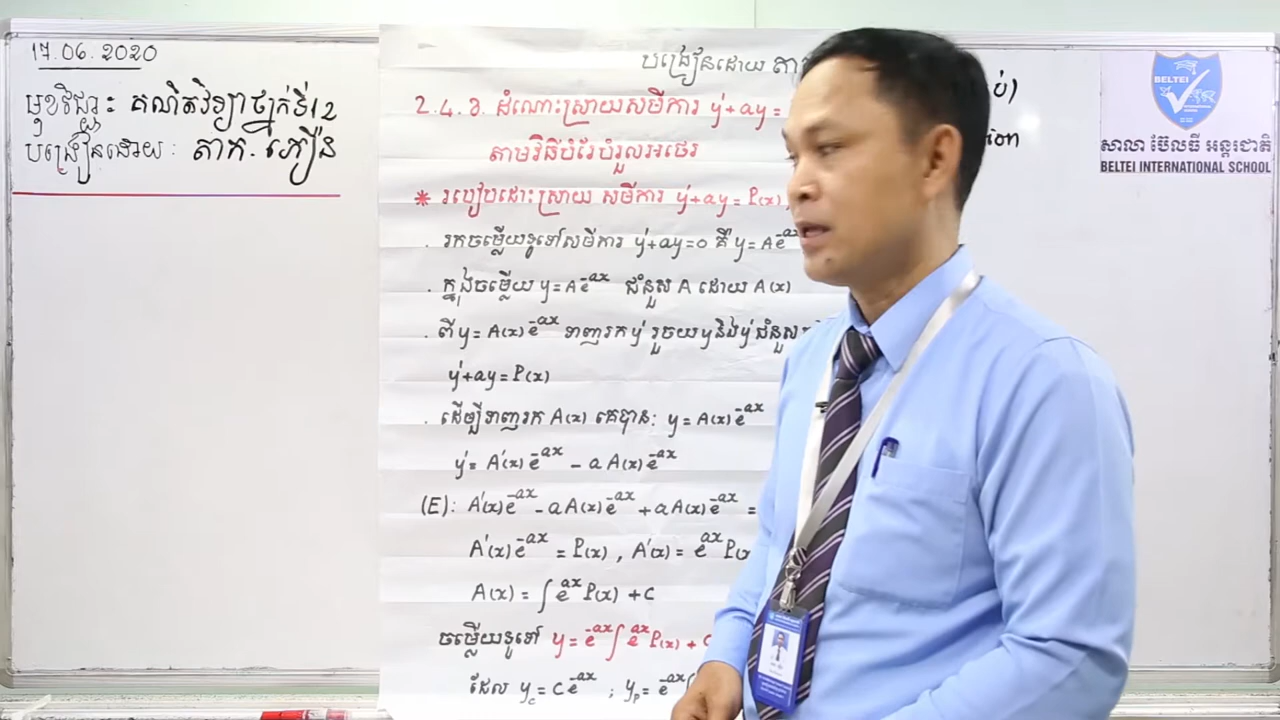 17.06.2020
មុខវិជ្ជា: គណិតវិទ្យាថ្នាក់ទី12
បង្រៀនដោយ: តាក.ភឿន
បង្រៀនដោយ
2.4.3. ដំណោះស្រាយសមីការ y'+ay=
តាមវិធីបំរែបំរួលអថេរ
* របៀបដោះស្រាយ សមីការ y'+ay=P(x)
. រកចម្លើយទូទៅសមីការ y'+ay=0 គឺ y=Ae^-ax
. ក្នុងចម្លើយ y=Ae^-ax ជំនួស A ដោយ A(x)
. ពី y=A(x)e^-ax ទាញរក y' រួចយក y និង y' ជំនួស
y'+ay=P(x)
. ដើម្បីទាញរក A(x) គេបាន: y=A(x)e^-ax
y'=A'(x)e^-ax - aA(x)e^-ax
(E): A'(x)e^-ax - aA(x)e^-ax + aA(x)e^-ax =
A'(x)e^-ax = P(x), A'(x) = e^ax P(x
A(x) = ∫e^ax P(x) + C
ចម្លើយទូទៅ y=e^-ax∫e^ax P(x) + C
ដែល y_c = Ce^-ax ; y_p = e^-ax
ប់)
ion
BELTEI
សាលា ប៊ែលធី អន្តរជាតិ
BELTEI INTERNATIONAL SCHOOL